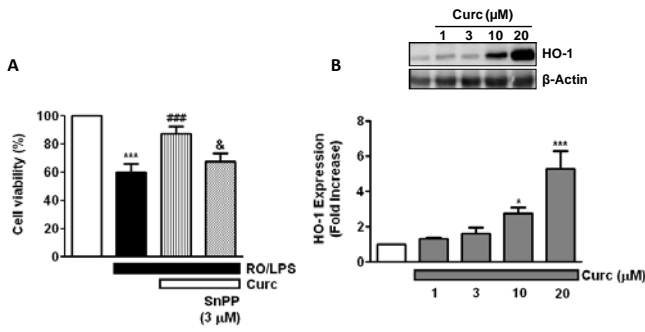 Curc (µM)
1 3 10 20
HO-1
β-Actin
A
B
Cell viability (%)
100
80
60
40
20
0
***
###
&
RO/LPS
Curc
SnPP
(3 µM)
HO-1 Expression
(Fold Increase)
8
6
4
2
0
*
***
Curc (µM)
1 3 10 20